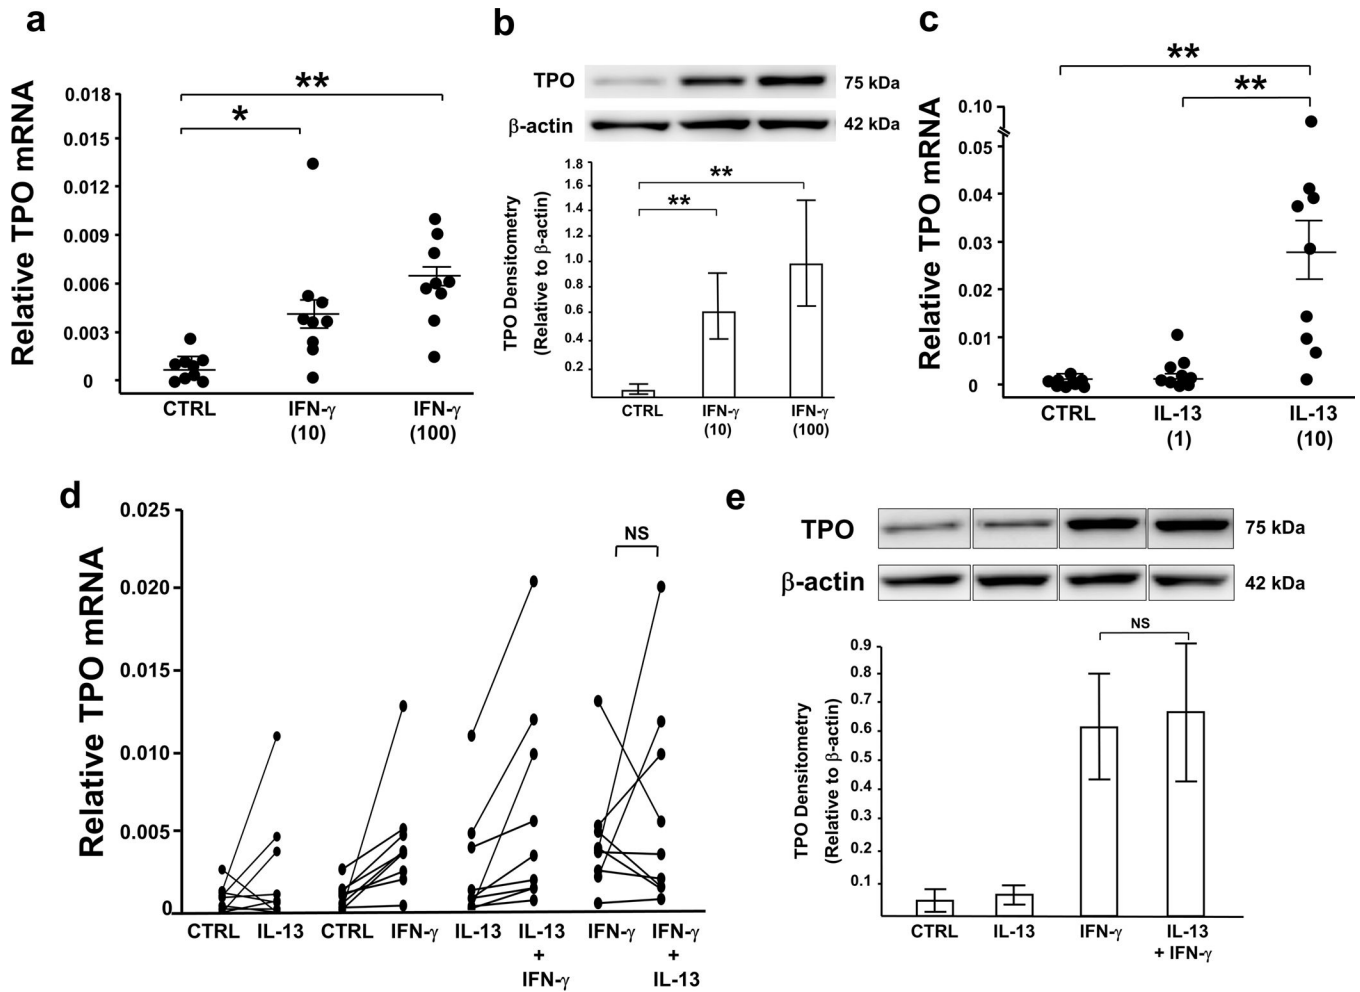 a
Relative TPO mRNA
0.018
0.015
0.012
0.009
0.006
0.003
0
*
**
CTRL
IFN-γ
(10)
IFN-γ
(100)
b
TPO
75 kDa
β-actin
42 kDa
TPO Densitometry
(Relative to β-actin)
1.8
1.6
1.4
1.2
1.0
0.8
0.6
0.4
0.2
**
**
CTRL
IFN-γ
(10)
IFN-γ
(100)
c
Relative TPO mRNA
0.10
0.05
0.04
0.03
0.02
0.01
0
**
**
CTRL
IL-13
(1)
IL-13
(10)
d
Relative TPO mRNA
0.025
0.020
0.015
0.010
0.005
0
NS
CTRL
IL-13
CTRL
IFN-γ
IL-13
IL-13
+
IFN-γ
IFN-γ
IFN-γ
+
IL-13
e
TPO
75 kDa
β-actin
42 kDa
TPO Densitometry
(Relative to β-actin)
0.9
0.8
0.7
0.6
0.5
0.4
0.3
0.2
0.1
NS
CTRL
IL-13
IFN-γ
IL-13
+ IFN-γ